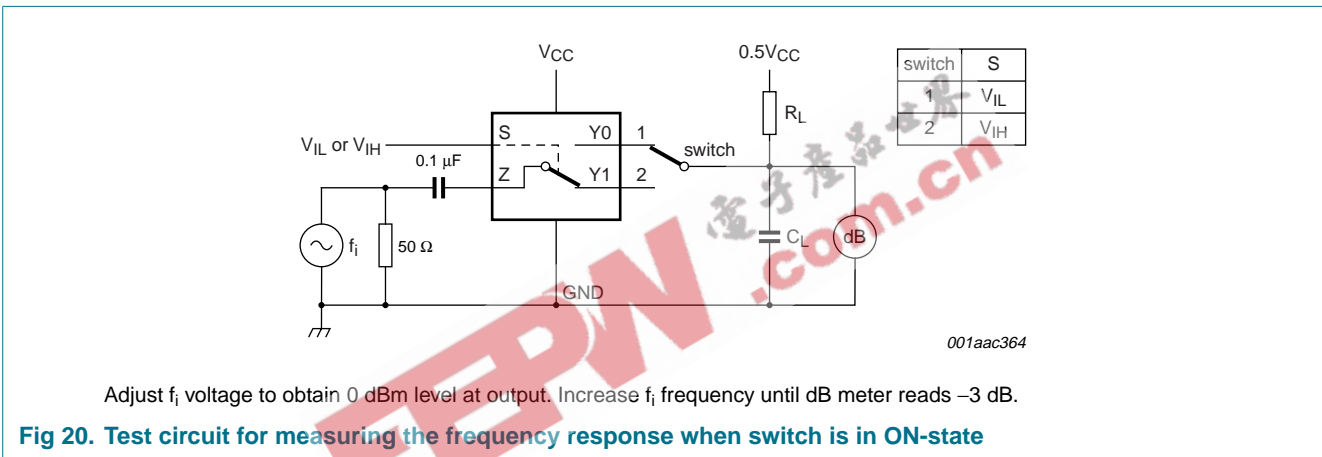 VCC
0.5VCC
switch S
1 VIL
2 VIH
RL
VIL or VIH
S Y0 1
switch
0.1 μF
Z Y1 2
fi
50 Ω
CL
dB
GND
001aac364
電子產品世界
EEPW
.com.cn
Adjust fi voltage to obtain 0 dBm level at output. Increase fi frequency until dB meter reads −3 dB.
Fig 20. Test circuit for measuring the frequency response when switch is in ON-state